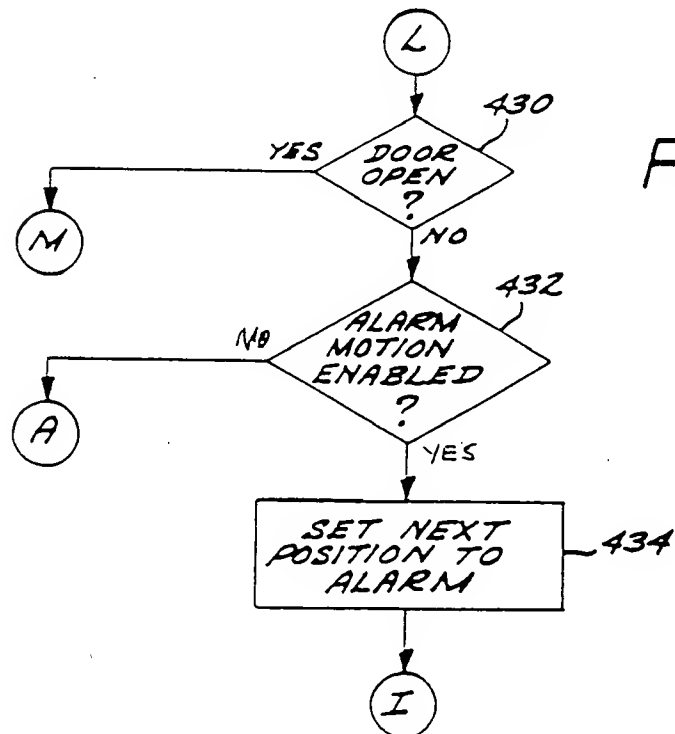 L
430
YES
DOOR
OPEN
?
F
M
NO
432
ALARM
MOTION
ENABLED
?
NO
A
YES
SET NEXT
POSITION TO
ALARM
434
I